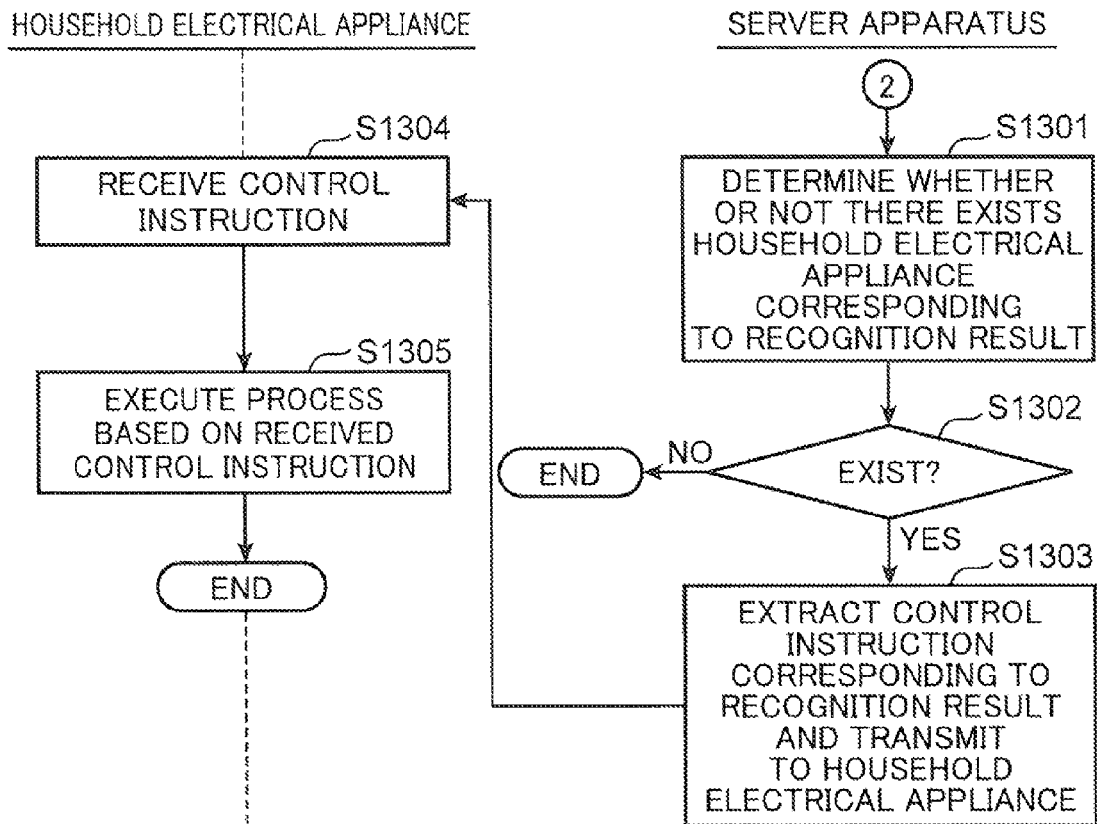 HOUSEHOLD ELECTRICAL APPLIANCE
SERVER APPARATUS
2
S1304
RECEIVE CONTROL
INSTRUCTION
S1301
DETERMINE WHETHER
OR NOT THERE EXISTS
HOUSEHOLD ELECTRICAL
APPLIANCE
CORRESPONDING
TO RECOGNITION RESULT
S1305
EXECUTE PROCESS
BASED ON RECEIVED
CONTROL INSTRUCTION
S1302
EXIST?
NO
END
YES
END
S1303
EXTRACT CONTROL
INSTRUCTION
CORRESPONDING TO
RECOGNITION RESULT
AND TRANSMIT
TO HOUSEHOLD
ELECTRICAL APPLIANCE